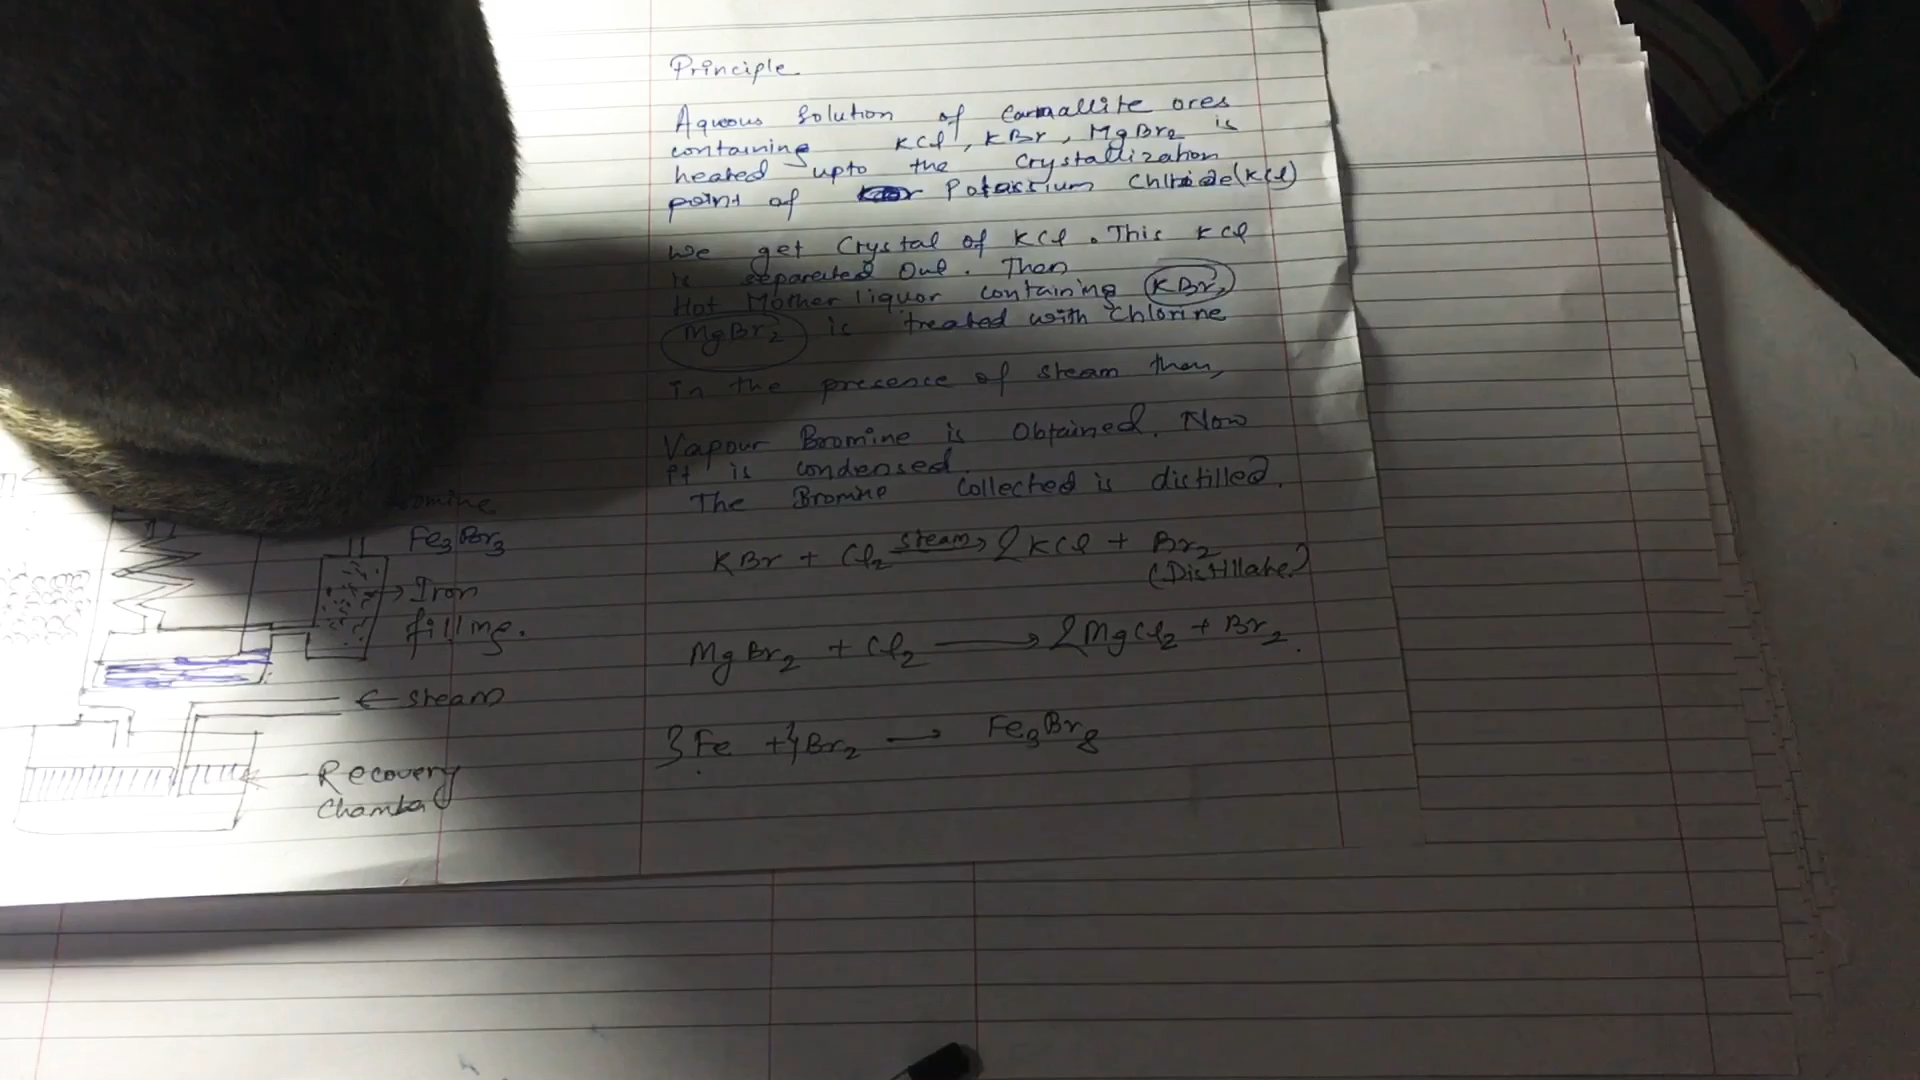 Principle
Aqueous Solution of Carnallite ores
containing KCl, KBr, MgBr2 is
heated upto the Crystallization
point of Potassium Chloride (KCl)
We get Crystal of KCl. This KCl
is separated Out. Then
Hot Mother liquor containing KBr,
MgBr2 is treated with Chlorine
in the presence of steam then,
Vapour Bromine is Obtained. Now
it is condensed.
The Bromine Collected is distilled.
KBr + Cl2 steam→ 2KCl + Br2
(Distillate)
MgBr2 + Cl2 → 2MgCl2 + Br2.
3Fe + 4Br2 → Fe3Br8
omine
Fe3Br3
→ Iron
filling.
← steam
Recovery
Chamber